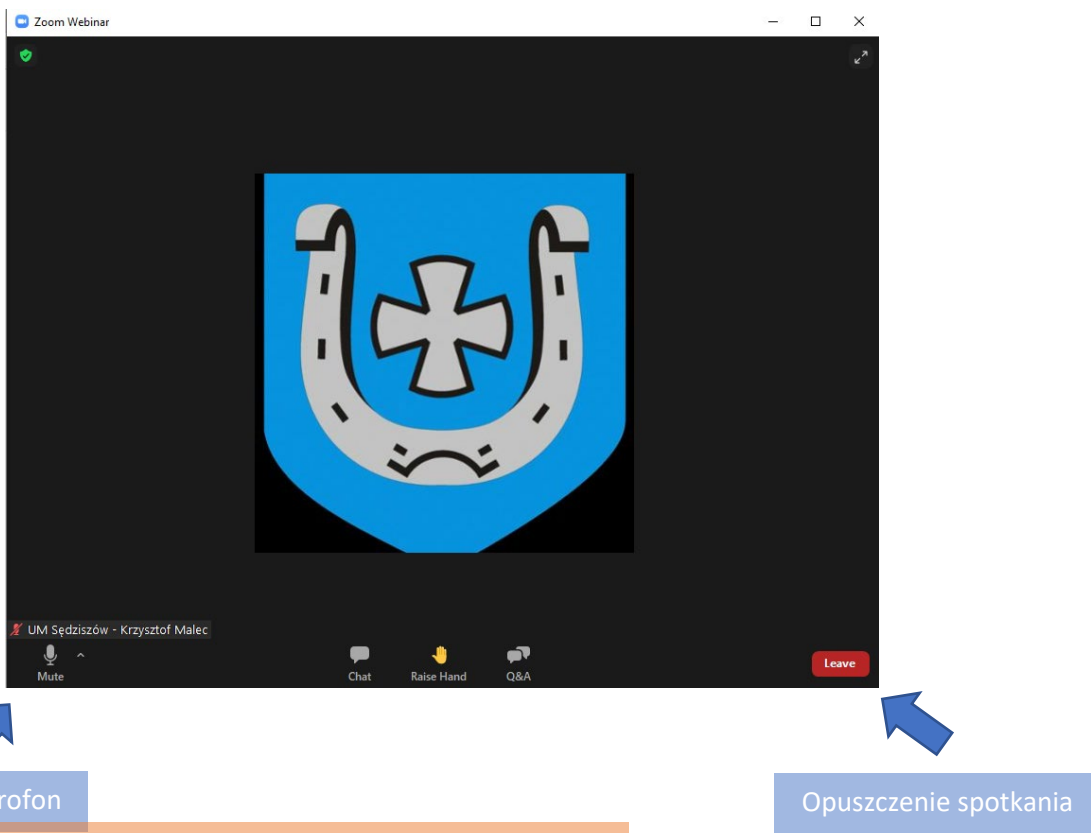 Zoom Webinar
UM Sędziszów - Krzysztof Malec
Mute
Chat
Raise Hand
Q&A
Leave
rofon
Opuszczenie spotkania